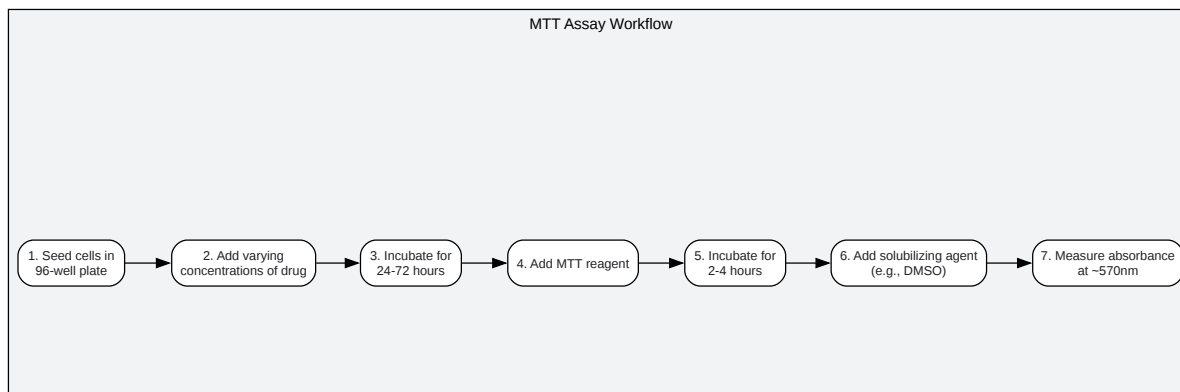 MTT Assay Workflow
1. Seed cells in
96-well plate
2. Add varying
concentrations of drug
3. Incubate for
24-72 hours
4. Add MTT reagent
5. Incubate for
2-4 hours
6. Add solubilizing agent
(e.g., DMSO)
7. Measure absorbance
at ~570nm